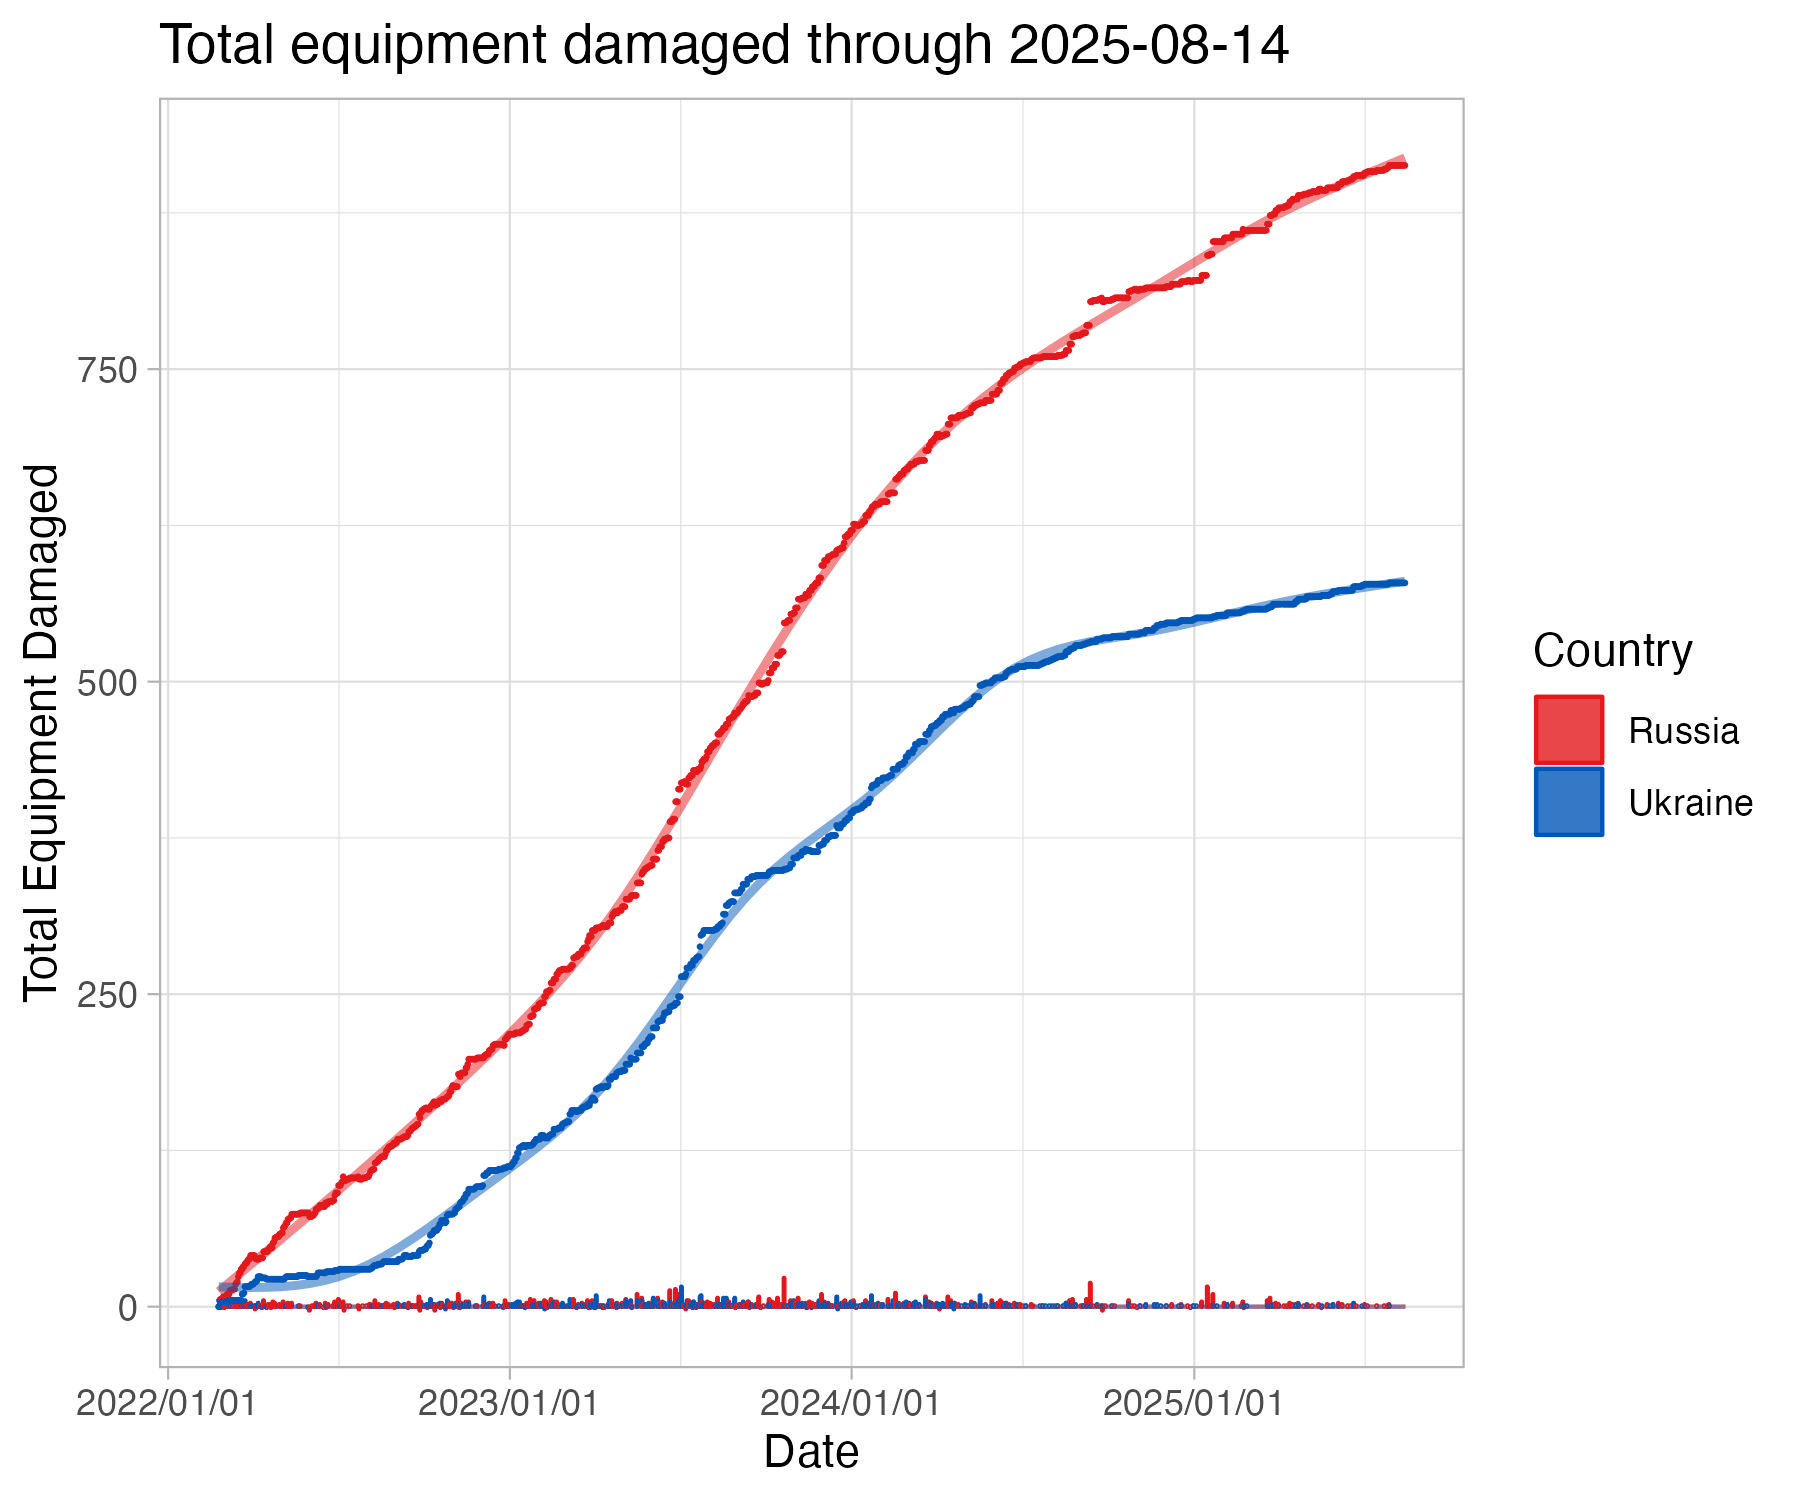 Total equipment damaged through 2025-08-14
Total Equipment Damaged
750
500
250
0
2022/01/01
2023/01/01
2024/01/01
2025/01/01
Date
Country
Russia
Ukraine